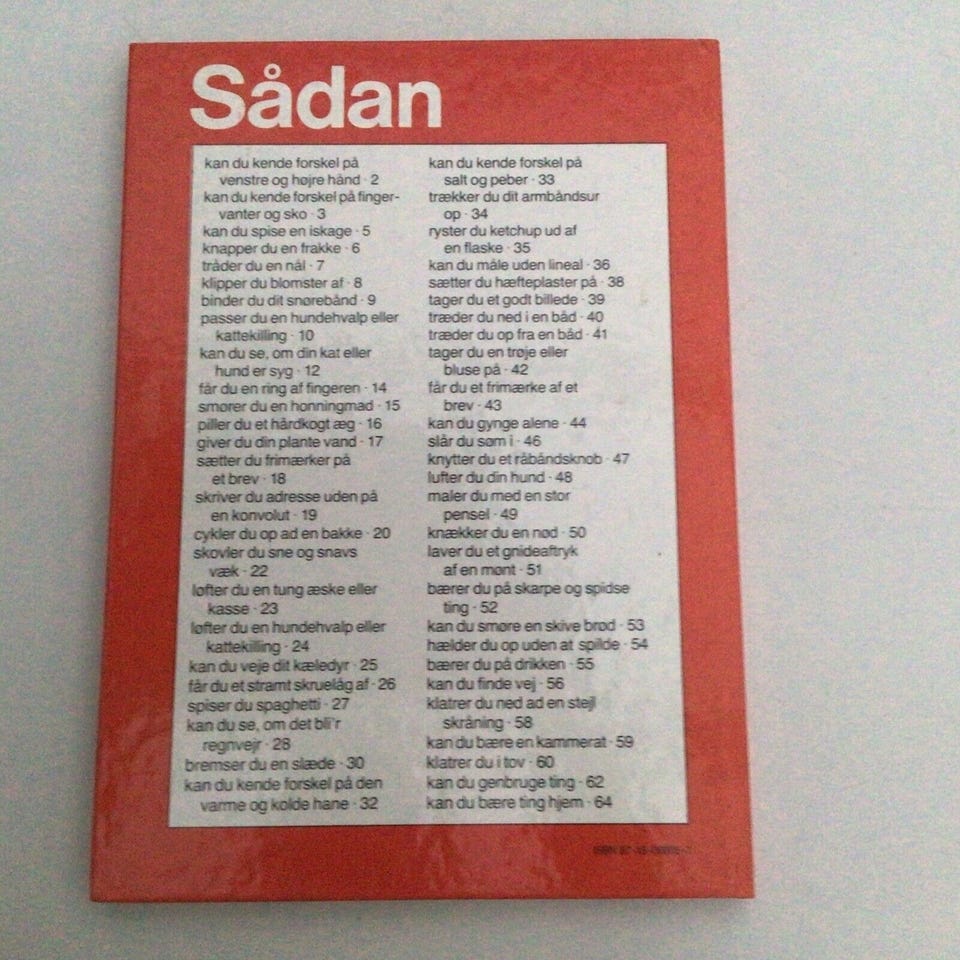 Sådan
kan du kende forskel på
venstre og højre hånd · 2
kan du kende forskel på finger-
vanter og sko · 3
kan du spise en iskage · 5
knapper du en frakke · 6
tråder du en nål · 7
klipper du blomster af · 8
binder du dit snørebånd · 9
passer du en hundehvalp eller
kattekilling · 10
kan du se, om din kat eller
hund er syg · 12
får du en ring af fingeren · 14
smører du en honningmad · 15
piller du et hårdkogt æg · 16
giver du din plante vand · 17
sætter du frimærker på
et brev · 18
skriver du adresse uden på
en konvolut · 19
cykler du op ad en bakke · 20
skovler du sne og snavs
væk · 22
løfter du en tung æske eller
kasse · 23
løfter du en hundehvalp eller
kattekilling · 24
kan du veje dit kæledyr · 25
får du et stramt skruelåg af · 26
spiser du spaghetti · 27
kan du se, om det bli'r
regnvejr · 28
bremser du en slæde · 30
kan du kende forskel på den
varme og kolde hane · 32
kan du kende forskel på
salt og peber · 33
trækker du dit armbåndsur
op · 34
ryster du ketchup ud af
en flaske · 35
kan du måle uden lineal · 36
sætter du hæfteplaster på · 38
tager du et godt billede · 39
træder du ned i en båd · 40
træder du op fra en båd · 41
tager du en trøje eller
bluse på · 42
får du et frimærke af et
brev · 43
kan du gynge alene · 44
slår du søm i · 46
knytter du et råbåndsknob · 47
lufter du din hund · 48
maler du med en stor
pensel · 49
knækker du en nød · 50
laver du et gnideaftryk
af en mønt · 51
bærer du på skarpe og spidse
ting · 52
kan du smøre en skive brød · 53
hælder du op uden at spilde · 54
bærer du på drikken · 55
kan du finde vej · 56
klatrer du ned ad en stejl
skråning · 58
kan du bære en kammerat · 59
klatrer du i tov · 60
kan du genbruge ting · 62
kan du bære ting hjem · 64
ISBN